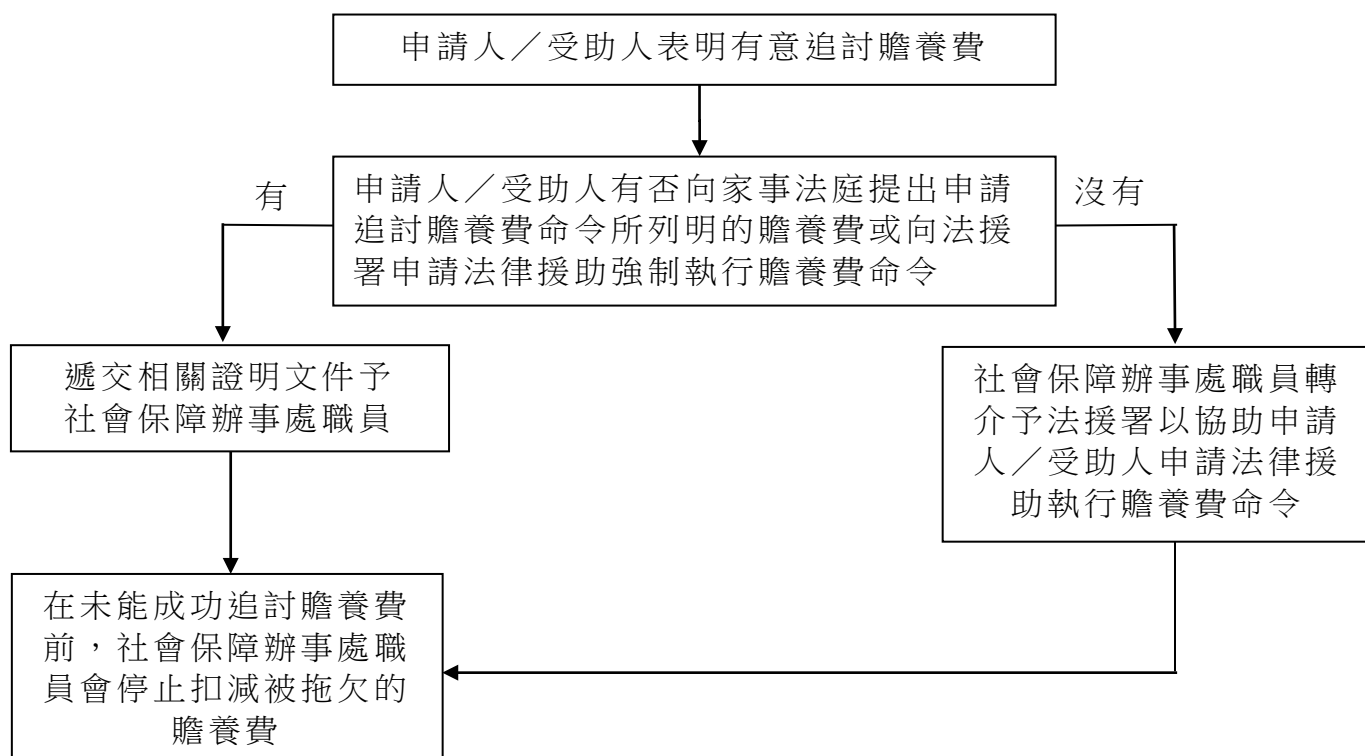 申請人／受助人表明有意追討贍養費
有
申請人／受助人有否向家事法庭提出申請
追討贍養費命令所列明的贍養費或向法援
署申請法律援助強制執行贍養費命令
沒有
遞交相關證明文件予
社會保障辦事處職員
社會保障辦事處職員轉
介予法援署以協助申請
人／受助人申請法律援
助執行贍養費命令
在未能成功追討贍養費
前，社會保障辦事處職
員會停止扣減被拖欠的
贍養費